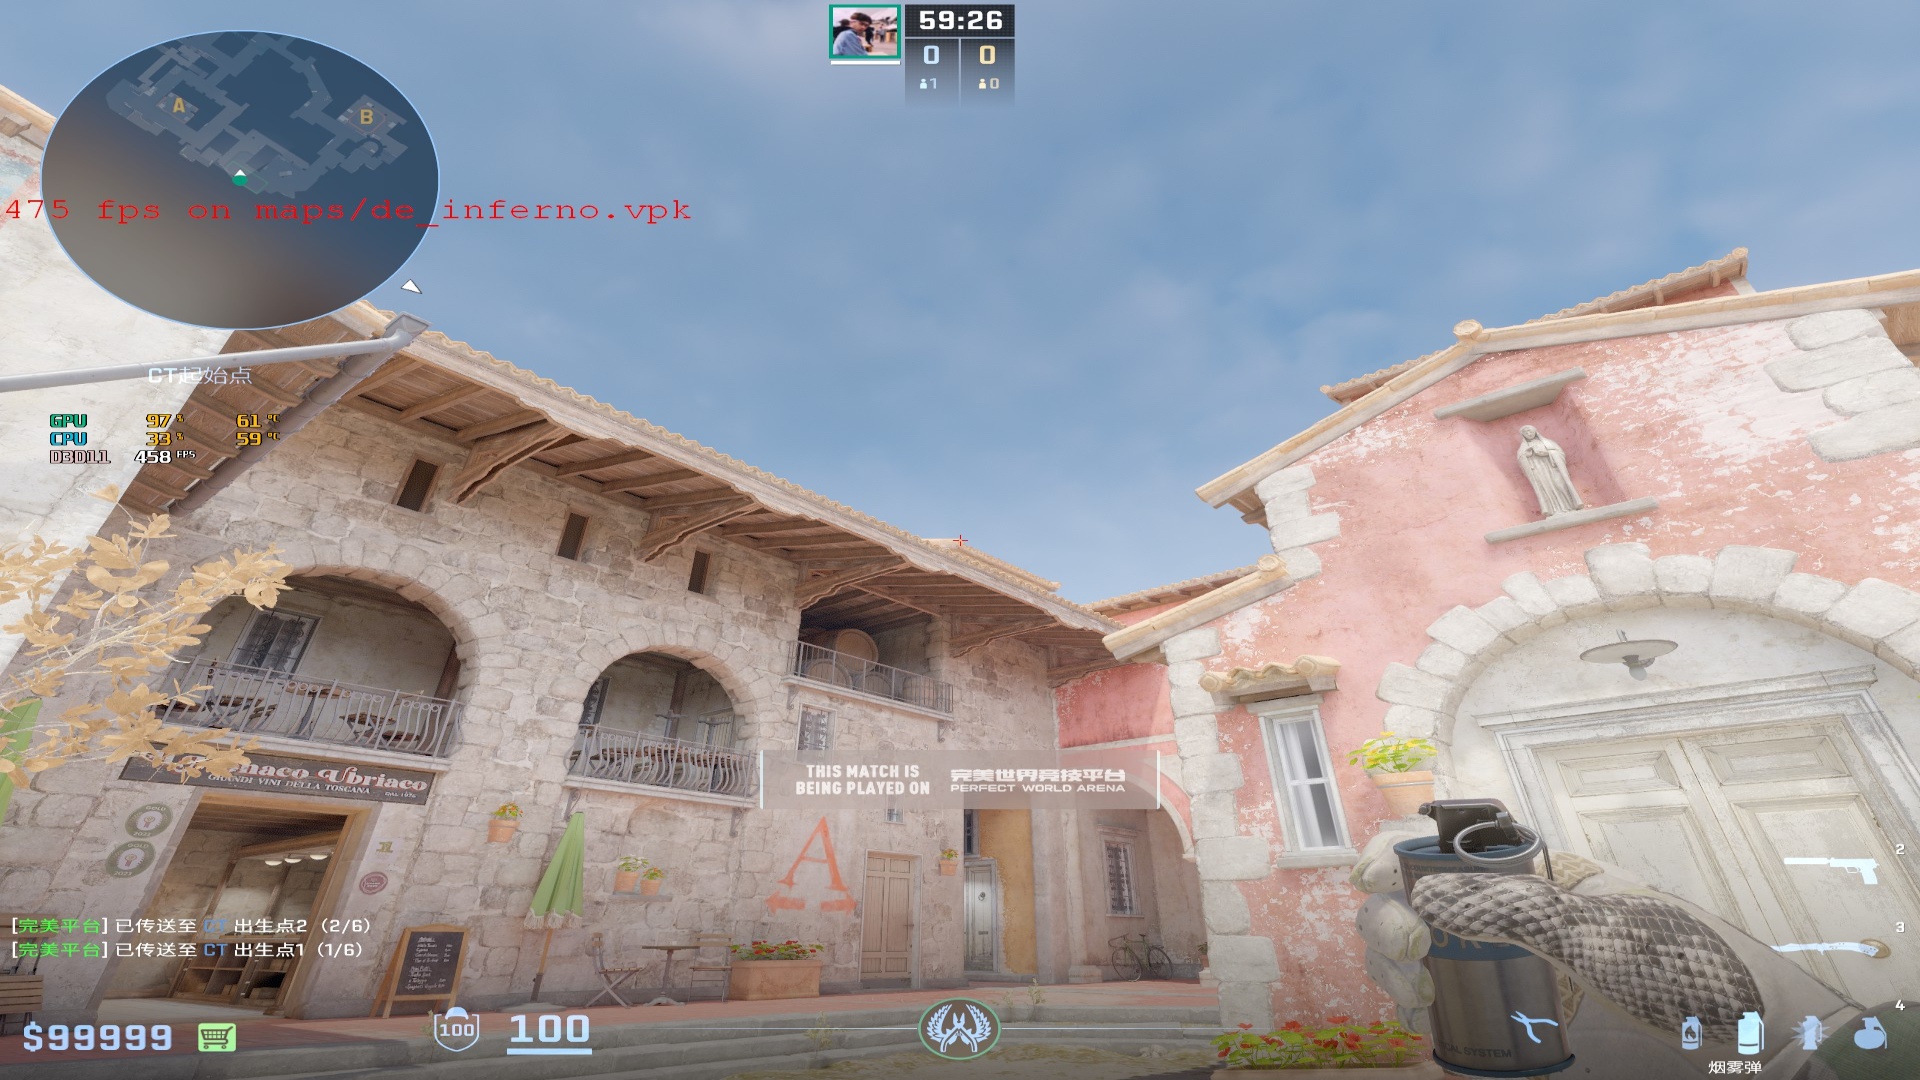 59:26
0 0
1 0
A
B
475 fps on maps/de_inferno.vpk
CT起始点
GPU 97 % 61 °C
CPU 33 % 59 °C
D3D11 458 FPS
Ubriaco
GRANDI VINI DELLA TOSCANA
THIS MATCH IS
BEING PLAYED ON
完美世界竞技平台
PERFECT WORLD ARENA
A
[完美平台] 已传送至 CT 出生点2 (2/6)
[完美平台] 已传送至 CT 出生点1 (1/6)
$99999
100
100
2
3
4
烟雾弹